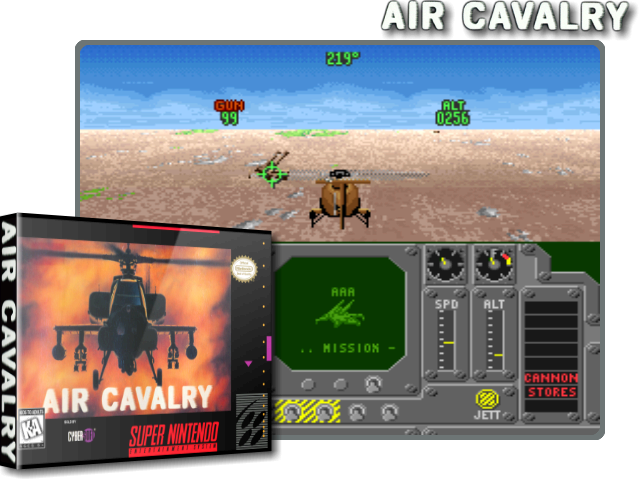 AIR CAVALRY
219°
GUN
99
ALT
0256
AAA
.. MISSION -
SPD
ALT
CANNON
STORES
JETT
AIR CAVALRY
AIR CAVALRY
K-A
CYBER
SUPER NINTENDO
ENTERTAINMENT SYSTEM